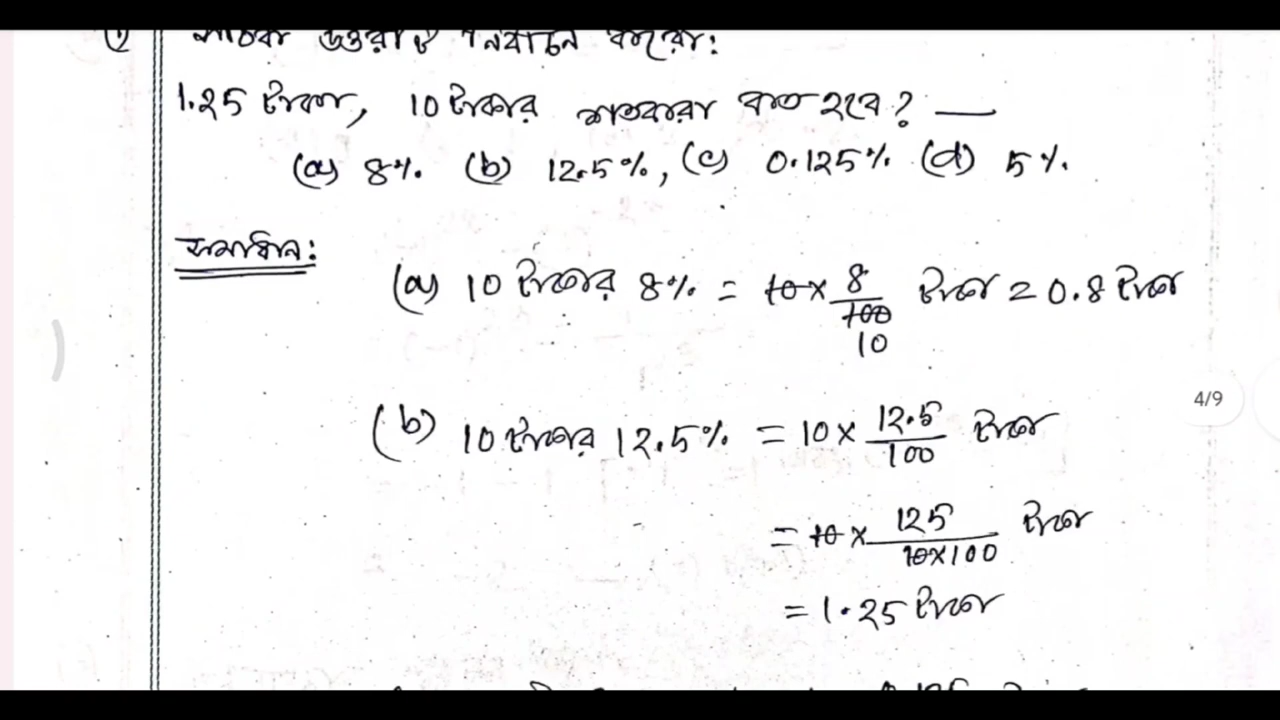 সঠিক উত্তরটি নির্বাচন করো:
1.25 টাকা, 10 টাকার শতকরা কত হবে? —
(a) 8% (b) 12.5%, (c) 0.125% (d) 5%
সমাধান:
(a) 10 টাকার 8% = 10 × 8/100 টাকা = 0.8 টাকা
10
(b) 10 টাকার 12.5% = 10 × 12.5/100 টাকা
4/9
= 10 × 125/10×100 টাকা
= 1.25 টাকা